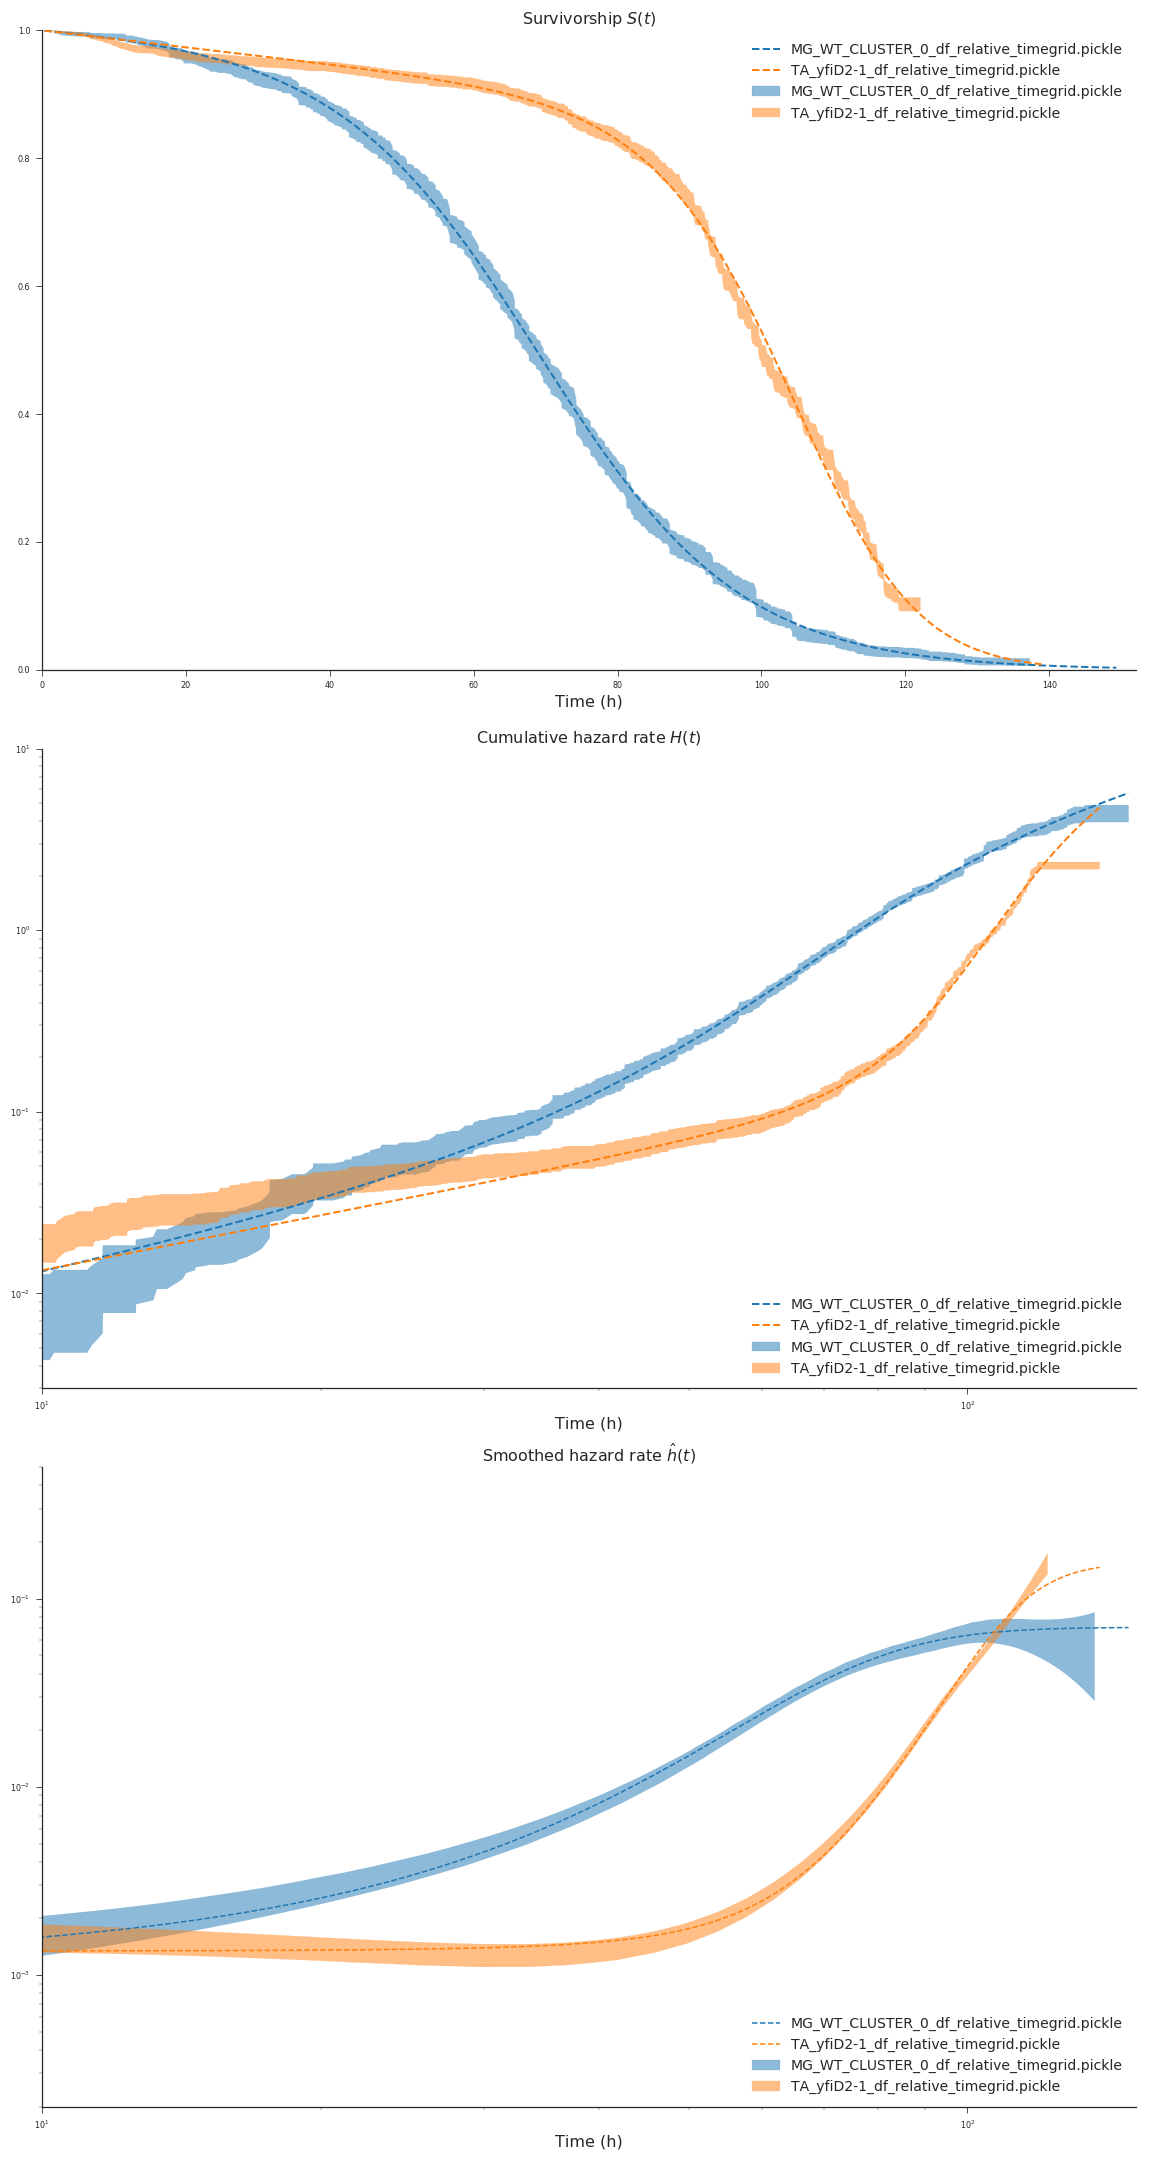 Survivorship S(t)
1.0
0.8
0.6
0.4
0.2
0.0
MG_WT_CLUSTER_0_df_relative_timegrid.pickle
TA_yfiD2-1_df_relative_timegrid.pickle
MG_WT_CLUSTER_0_df_relative_timegrid.pickle
TA_yfiD2-1_df_relative_timegrid.pickle
0 20 40 60 80 100 120 140
Time (h)
Cumulative hazard rate H(t)
10¹
10⁰
10⁻¹
10⁻²
MG_WT_CLUSTER_0_df_relative_timegrid.pickle
TA_yfiD2-1_df_relative_timegrid.pickle
MG_WT_CLUSTER_0_df_relative_timegrid.pickle
TA_yfiD2-1_df_relative_timegrid.pickle
10¹ 10²
Time (h)
Smoothed hazard rate ĥ(t)
10⁻¹
10⁻²
10⁻³
MG_WT_CLUSTER_0_df_relative_timegrid.pickle
TA_yfiD2-1_df_relative_timegrid.pickle
MG_WT_CLUSTER_0_df_relative_timegrid.pickle
TA_yfiD2-1_df_relative_timegrid.pickle
10¹ 10²
Time (h)